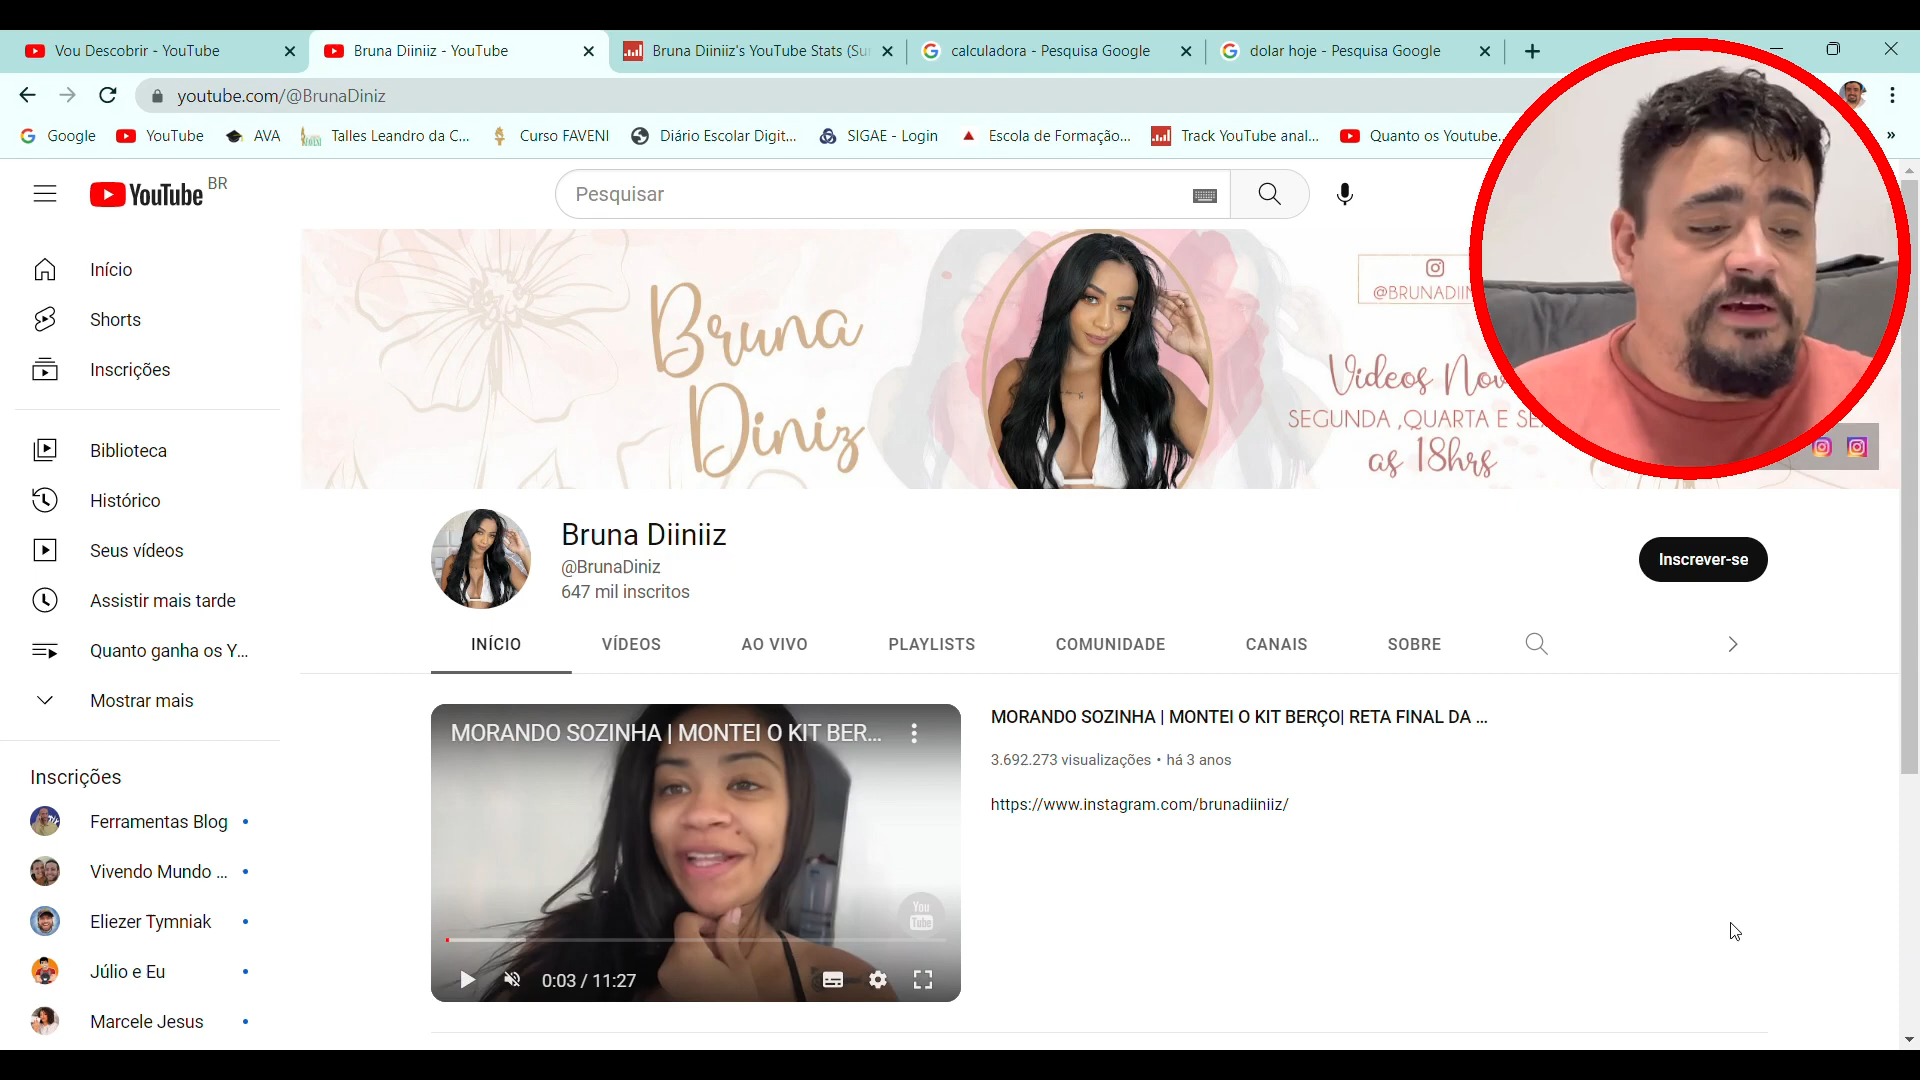 Vou Descobrir - YouTube
Bruna Diiniiz - YouTube
Bruna Diiniiz's YouTube Stats (Su
calculadora - Pesquisa Google
dolar hoje - Pesquisa Google
youtube.com/@BrunaDiniz
Google
YouTube
AVA
Talles Leandro da C...
Curso FAVENI
Diário Escolar Digit...
SIGAE - Login
Escola de Formação...
Track YouTube anal...
Quanto os Youtube...
»
YouTube BR
Pesquisar
Início
Shorts
Inscrições
Biblioteca
Histórico
Seus vídeos
Assistir mais tarde
Quanto ganha os Y...
Mostrar mais
Inscrições
Ferramentas Blog
Vivendo Mundo ...
Eliezer Tymniak
Júlio e Eu
Marcele Jesus
Bruna
Diniz
@BRUNADIIN
Videos Nov
SEGUNDA ,QUARTA E SE
as 18hrs
Bruna Diiniiz
@BrunaDiniz
647 mil inscritos
Inscrever-se
INÍCIO
VÍDEOS
AO VIVO
PLAYLISTS
COMUNIDADE
CANAIS
SOBRE
MORANDO SOZINHA | MONTEI O KIT BER...
You
Tube
0:03 / 11:27
MORANDO SOZINHA | MONTEI O KIT BERÇO| RETA FINAL DA ...
3.692.273 visualizações • há 3 anos
https://www.instagram.com/brunadiiniiz/